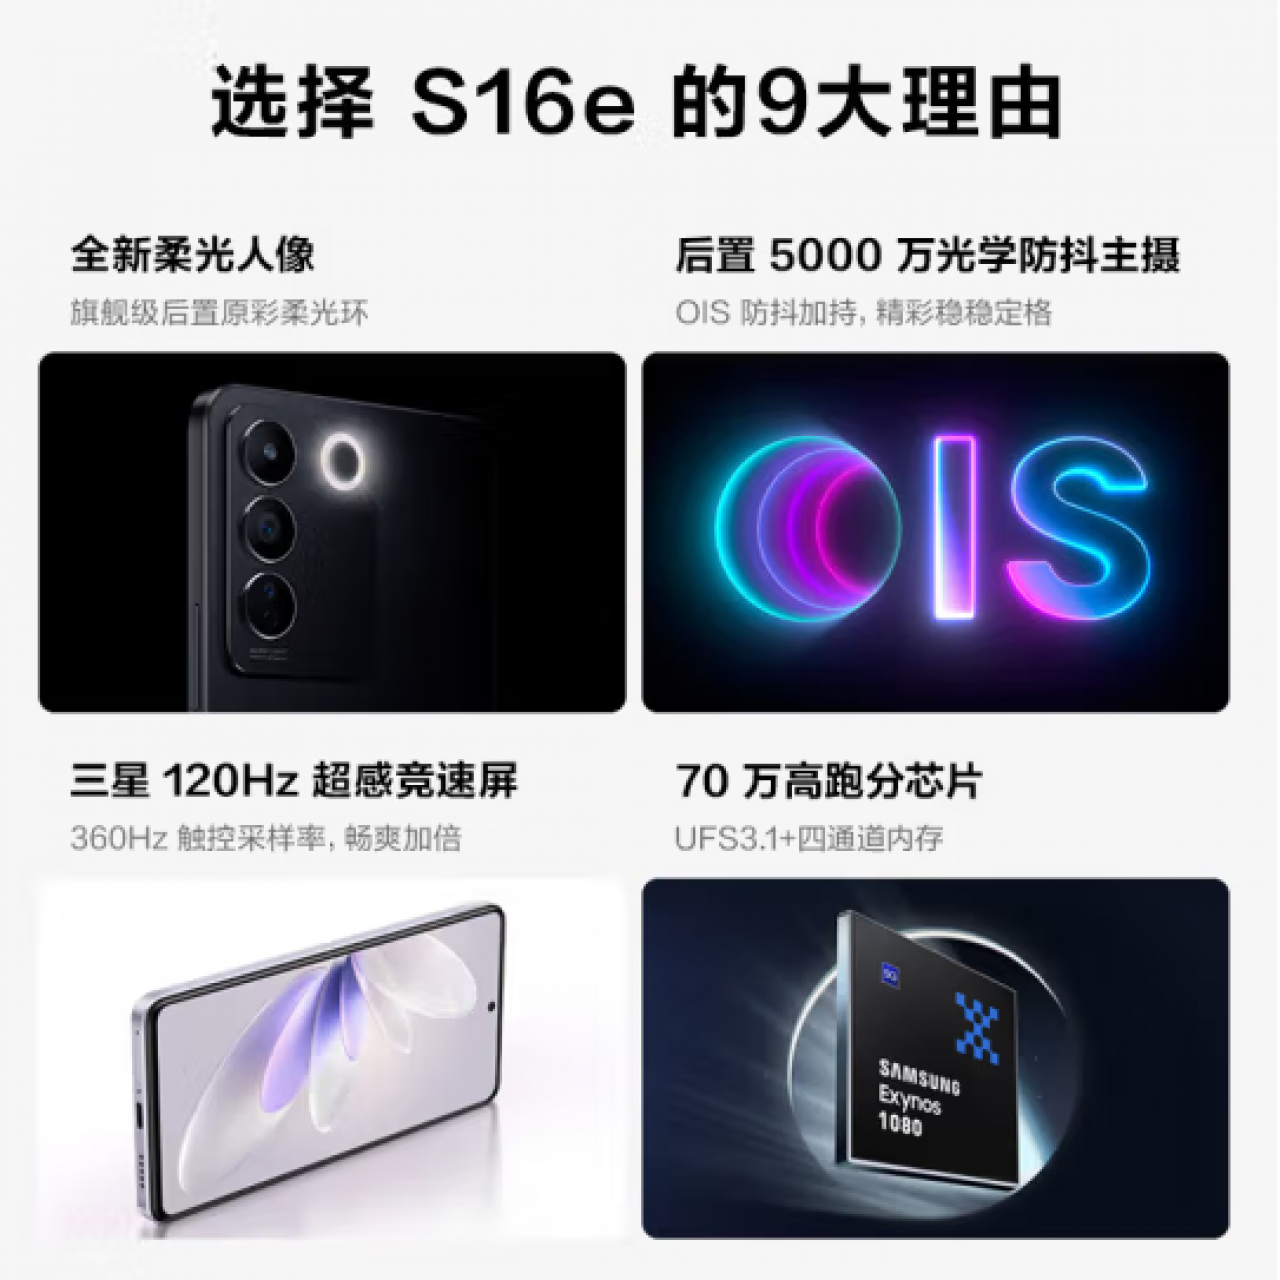 选择 S16e 的9大理由
全新柔光人像
旗舰级后置原彩柔光环
后置 5000 万光学防抖主摄
OIS 防抖加持, 精彩稳稳定格
OIS
三星 120Hz 超感竞速屏
360Hz 触控采样率, 畅爽加倍
70 万高跑分芯片
UFS3.1+四通道内存
5G
SAMSUNG
Exynos
1080